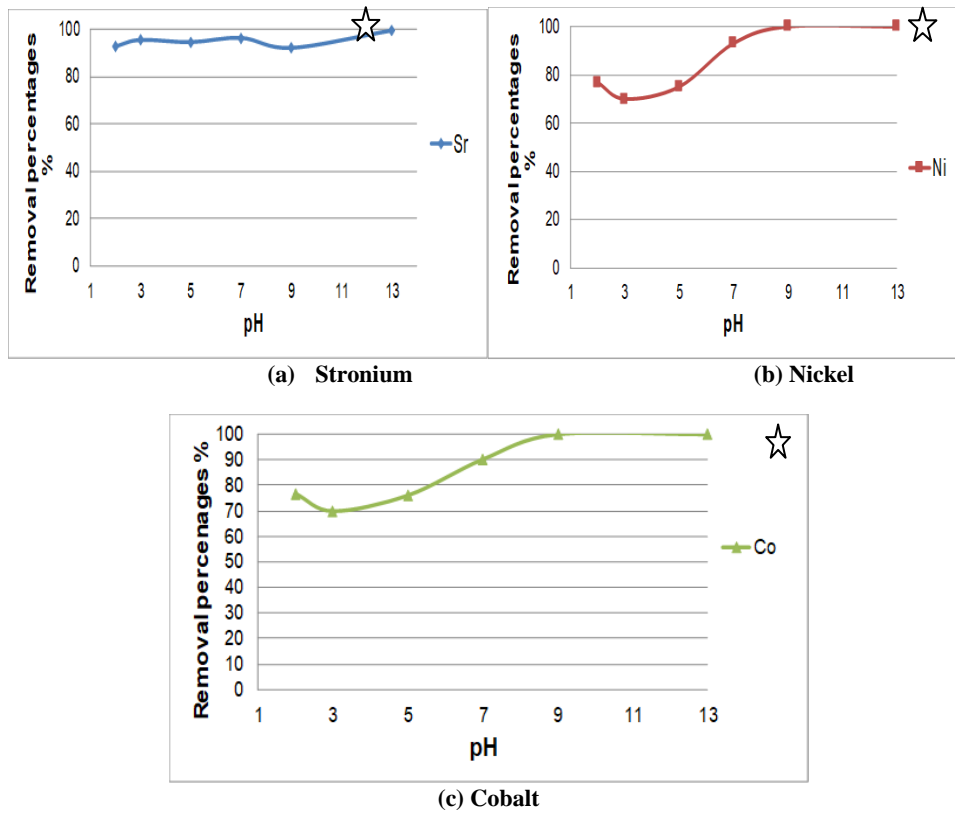 100
80
60
40
20
0
Removal percentages
%
1 3 5 7 9 11 13
pH
Sr
(a) Stronium
100
80
60
40
20
0
Removal percentages
%
1 3 5 7 9 11 13
pH
Ni
(b) Nickel
100
90
80
70
60
50
40
30
20
10
0
Removal percenages %
1 3 5 7 9 11 13
pH
Co
(c) Cobalt